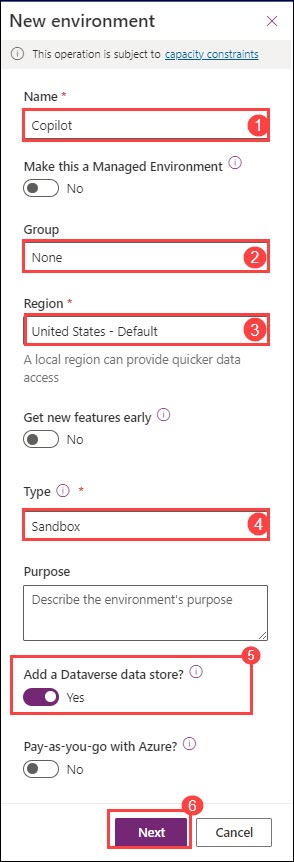 New environment
This operation is subject to capacity constraints
Name *
Copilot
1
Make this a Managed Environment
No
Group
None
2
Region *
United States - Default
3
A local region can provide quicker data
access
Get new features early
No
Type *
Sandbox
4
Purpose
Describe the environment's purpose
5
Add a Dataverse data store?
Yes
Pay-as-you-go with Azure?
No
6
Next
Cancel